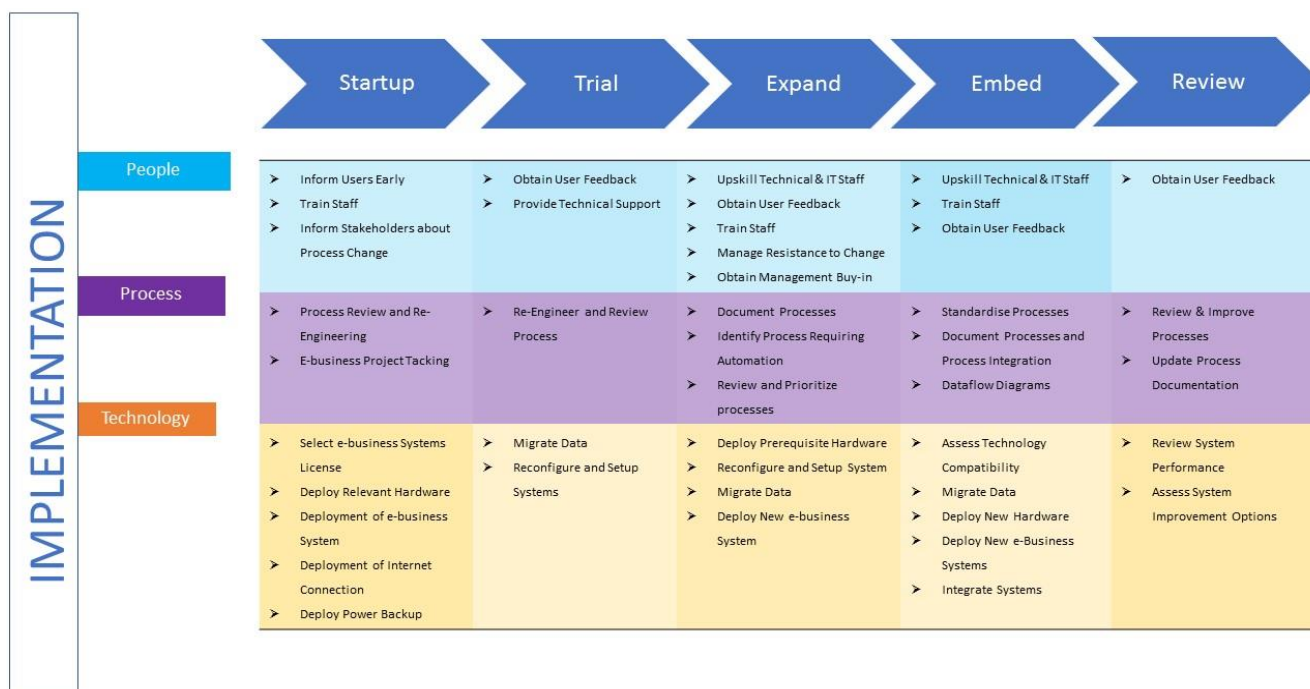 IMPLEMENTATION
Startup
Trial
Expand
Embed
Review
People
Inform Users Early
Train Staff
Inform Stakeholders about
Process Change
Obtain User Feedback
Provide Technical Support
Upskill Technical & IT Staff
Obtain User Feedback
Train Staff
Manage Resistance to Change
Obtain Management Buy-in
Upskill Technical & IT Staff
Train Staff
Obtain User Feedback
Obtain User Feedback
Process
Process Review and Re-
Engineering
E-business Project Tacking
Re-Engineer and Review
Process
Document Processes
Identify Process Requiring
Automation
Review and Prioritize
processes
Standardise Processes
Document Processes and
Process Integration
Dataflow Diagrams
Review & Improve
Processes
Update Process
Documentation
Technology
Select e-business Systems
License
Deploy Relevant Hardware
Deployment of e-business
System
Deployment of Internet
Connection
Deploy Power Backup
Migrate Data
Reconfigure and Setup
Systems
Deploy Prerequisite Hardware
Reconfigure and Setup System
Migrate Data
Deploy New e-business
System
Assess Technology
Compatibility
Migrate Data
Deploy New Hardware
Deploy New e-Business
Systems
Integrate Systems
Review System
Performance
Assess System
Improvement Options